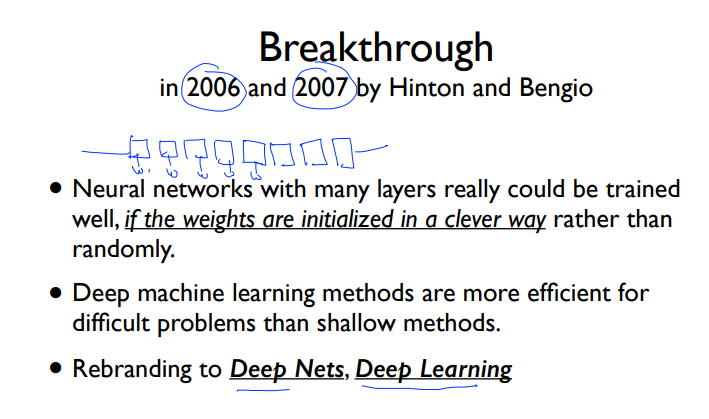 Breakthrough
in 2006 and 2007 by Hinton and Bengio
w w w w w
• Neural networks with many layers really could be trained
well, if the weights are initialized in a clever way rather than
randomly.
• Deep machine learning methods are more efficient for
difficult problems than shallow methods.
• Rebranding to Deep Nets, Deep Learning